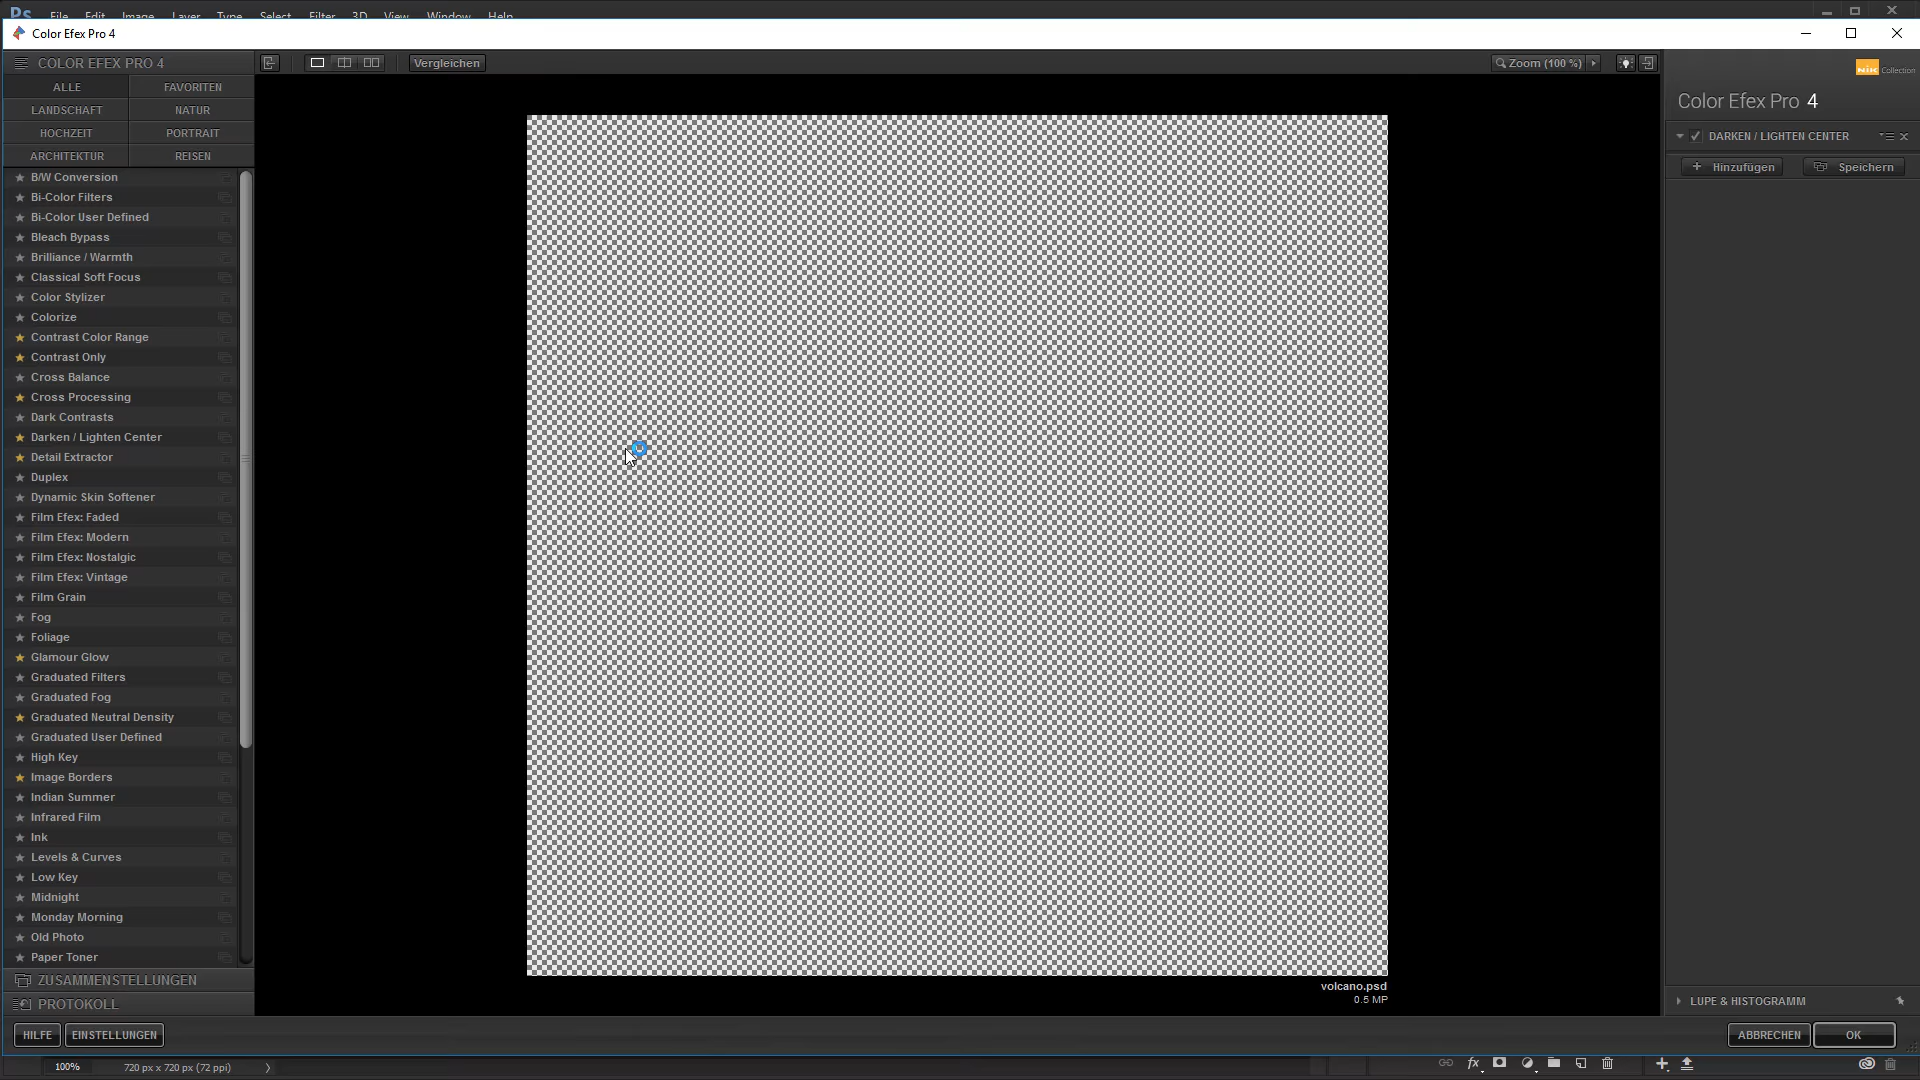 Ps File Edit Image Layer Type Select Filter 3D View Window Help
Color Efex Pro 4
COLOR EFEX PRO 4
Vergleichen
Zoom (100 %)
Nik Collection
Color Efex Pro 4
ALLE
FAVORITEN
LANDSCHAFT
NATUR
HOCHZEIT
PORTRAIT
ARCHITEKTUR
REISEN
B/W Conversion
Bi-Color Filters
Bi-Color User Defined
Bleach Bypass
Brilliance / Warmth
Classical Soft Focus
Color Stylizer
Colorize
Contrast Color Range
Contrast Only
Cross Balance
Cross Processing
Dark Contrasts
Darken / Lighten Center
Detail Extractor
Duplex
Dynamic Skin Softener
Film Efex: Faded
Film Efex: Modern
Film Efex: Nostalgic
Film Efex: Vintage
Film Grain
Fog
Foliage
Glamour Glow
Graduated Filters
Graduated Fog
Graduated Neutral Density
Graduated User Defined
High Key
Image Borders
Indian Summer
Infrared Film
Ink
Levels & Curves
Low Key
Midnight
Monday Morning
Old Photo
Paper Toner
ZUSAMMENSTELLUNGEN
PROTOKOLL
HILFE
EINSTELLUNGEN
volcano.psd
0.5 MP
DARKEN / LIGHTEN CENTER
Hinzufügen
Speichern
LUPE & HISTOGRAMM
ABBRECHEN
OK
100%
720 px x 720 px (72 ppi)
fx